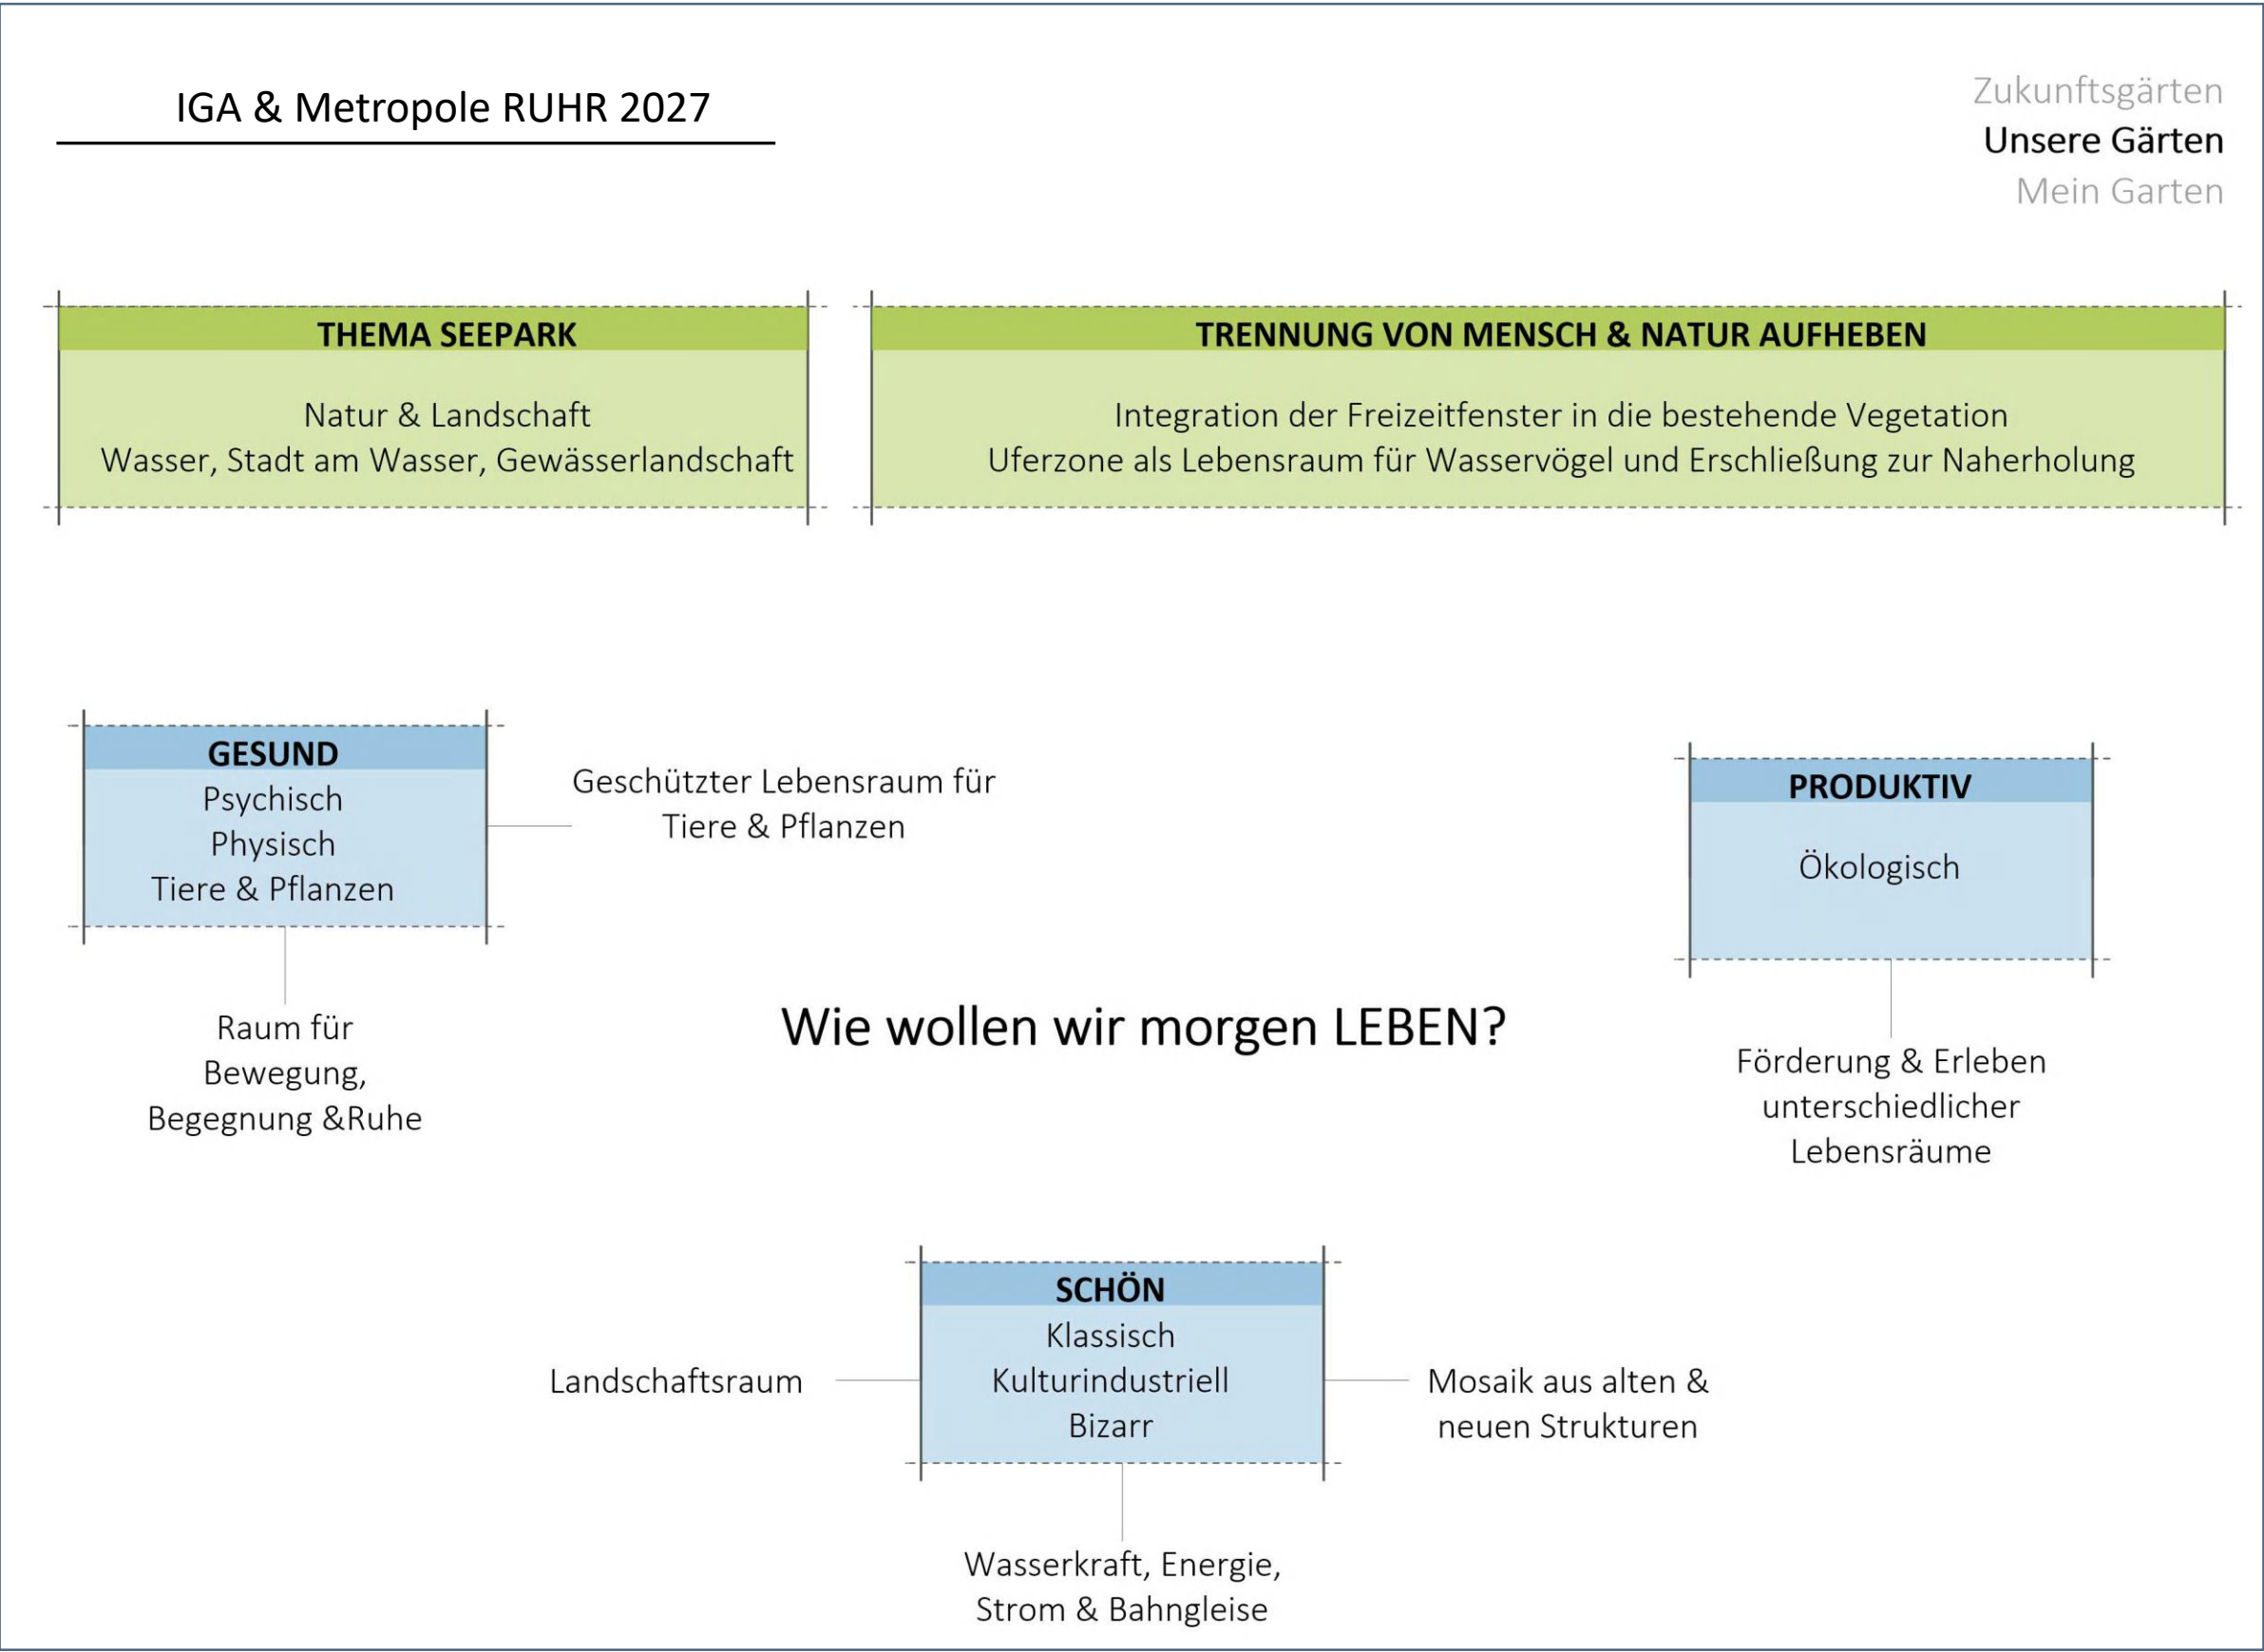 IGA & Metropole RUHR 2027
Zukunftsgärten
Unsere Gärten
Mein Garten
THEMA SEEPARK
Natur & Landschaft
Wasser, Stadt am Wasser, Gewässerlandschaft
TRENNUNG VON MENSCH & NATUR AUFHEBEN
Integration der Freizeitfenster in die bestehende Vegetation
Uferzone als Lebensraum für Wasservögel und Erschließung zur Naherholung
GESUND
Psychisch
Physisch
Tiere & Pflanzen
Geschützter Lebensraum für
Tiere & Pflanzen
Raum für
Bewegung,
Begegnung &Ruhe
PRODUKTIV
Ökologisch
Förderung & Erleben
unterschiedlicher
Lebensräume
Wie wollen wir morgen LEBEN?
SCHÖN
Klassisch
Kulturindustriell
Bizarr
Landschaftsraum
Mosaik aus alten &
neuen Strukturen
Wasserkraft, Energie,
Strom & Bahngleise